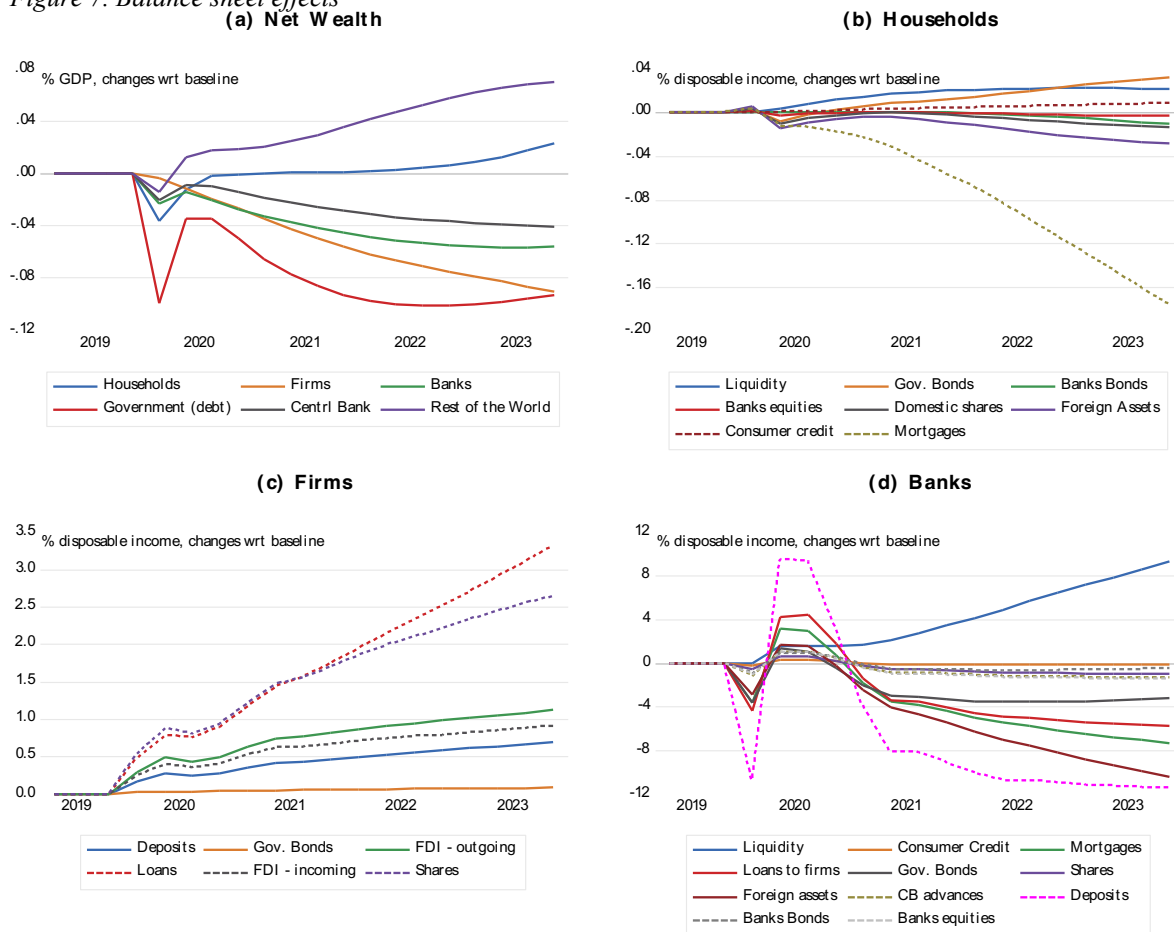 Figure 7. Balance sheet effects
(a) Net Wealth
.08
% GDP, changes wrt baseline
.04
.00
-.04
-.08
-.12
2019 2020 2021 2022 2023
Households Firms Banks
Government (debt) Centrl Bank Rest of the World
(b) Households
.04
% disposable income, changes wrt baseline
.00
-.04
-.08
-.12
-.16
-.20
2019 2020 2021 2022 2023
Liquidity Gov. Bonds Banks Bonds
Banks equities Domestic shares Foreign Assets
Consumer credit Mortgages
(c) Firms
3.5
% disposable income, changes wrt baseline
3.0
2.5
2.0
1.5
1.0
0.5
0.0
2019 2020 2021 2022 2023
Deposits Gov. Bonds FDI - outgoing
Loans FDI - incoming Shares
(d) Banks
12
% disposable income, changes wrt baseline
8
4
0
-4
-8
-12
2019 2020 2021 2022 2023
Liquidity Consumer Credit Mortgages
Loans to firms Gov. Bonds Shares
Foreign assets CB advances Deposits
Banks Bonds Banks equities